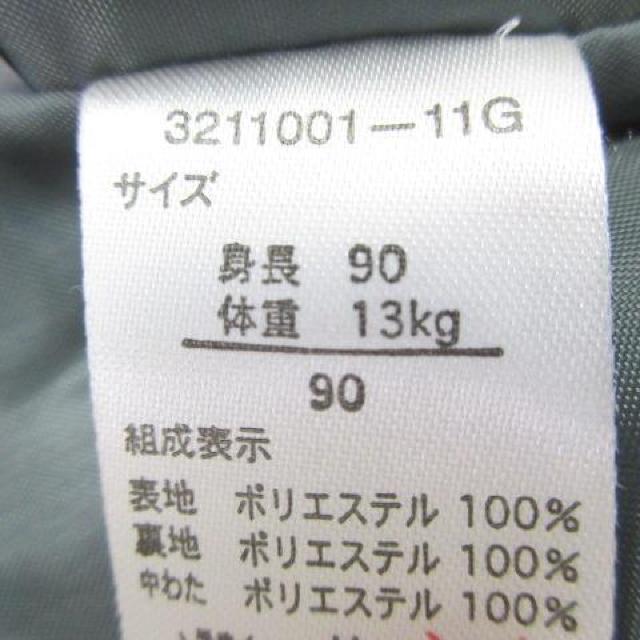 3211001-11G
サイズ
身長 90
体重 13kg
90
組成表示
表地 ポリエステル 100%
裏地 ポリエステル 100%
中わた ポリエステル 100%